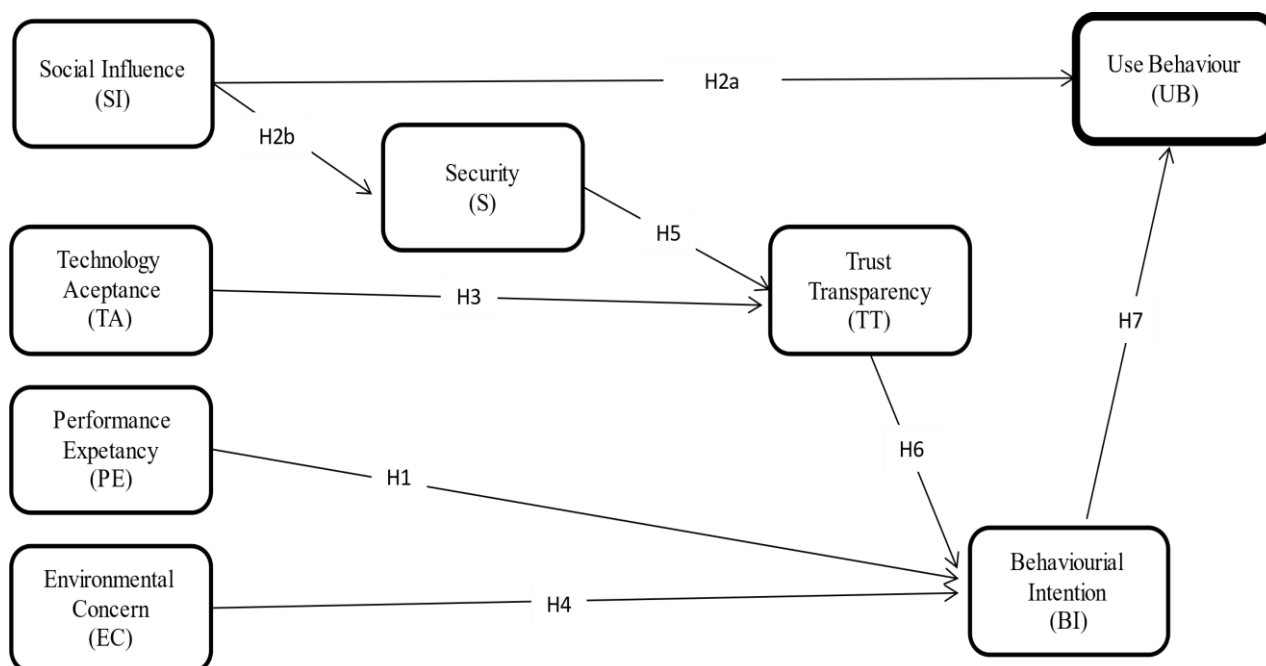 Social Influence
(SI)
H2a
Use Behaviour
(UB)
H2b
Security
(S)
H5
Technology
Aceptance
(TA)
H3
Trust
Transparency
(TT)
H7
Performance
Expetancy
(PE)
H1
H6
Environmental
Concern
(EC)
H4
Behaviourial
Intention
(BI)